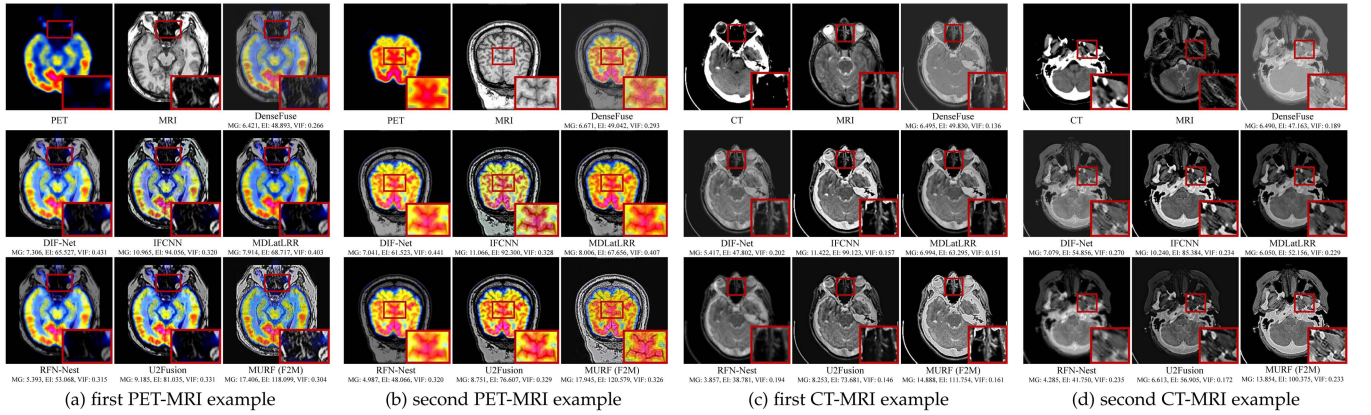 PET
MRI
DenseFuse
MG: 6.421, EI: 48.893, VIF: 0.266
DIF-Net
MG: 7.306, EI: 65.527, VIF: 0.431
IFCNN
MG: 10.965, EI: 94.056, VIF: 0.320
MDLatLRR
MG: 7.914, EI: 68.717, VIF: 0.403
RFN-Nest
MG: 5.393, EI: 53.068, VIF: 0.315
U2Fusion
MG: 9.185, EI: 81.035, VIF: 0.331
MURF (F2M)
MG: 17.406, EI: 118.099, VIF: 0.304
(a) first PET-MRI example
PET
MRI
DenseFuse
MG: 6.671, EI: 49.042, VIF: 0.293
DIF-Net
MG: 7.041, EI: 61.523, VIF: 0.441
IFCNN
MG: 11.066, EI: 92.300, VIF: 0.328
MDLatLRR
MG: 8.006, EI: 67.656, VIF: 0.407
RFN-Nest
MG: 4.987, EI: 48.066, VIF: 0.320
U2Fusion
MG: 8.751, EI: 76.607, VIF: 0.329
MURF (F2M)
MG: 17.945, EI: 120.579, VIF: 0.326
(b) second PET-MRI example
CT
MRI
DenseFuse
MG: 6.495, EI: 49.830, VIF: 0.136
DIF-Net
MG: 5.417, EI: 47.802, VIF: 0.202
IFCNN
MG: 11.422, EI: 99.123, VIF: 0.157
MDLatLRR
MG: 6.994, EI: 63.295, VIF: 0.151
RFN-Nest
MG: 3.857, EI: 38.781, VIF: 0.194
U2Fusion
MG: 8.253, EI: 73.681, VIF: 0.146
MURF (F2M)
MG: 14.888, EI: 111.754, VIF: 0.161
(c) first CT-MRI example
CT
MRI
DenseFuse
MG: 6.490, EI: 47.163, VIF: 0.189
DIF-Net
MG: 7.079, EI: 54.856, VIF: 0.270
IFCNN
MG: 10.240, EI: 85.384, VIF: 0.234
MDLatLRR
MG: 6.050, EI: 52.156, VIF: 0.229
RFN-Nest
MG: 4.285, EI: 41.750, VIF: 0.235
U2Fusion
MG: 6.613, EI: 56.905, VIF: 0.172
MURF (F2M)
MG: 13.854, EI: 100.375, VIF: 0.233
(d) second CT-MRI example